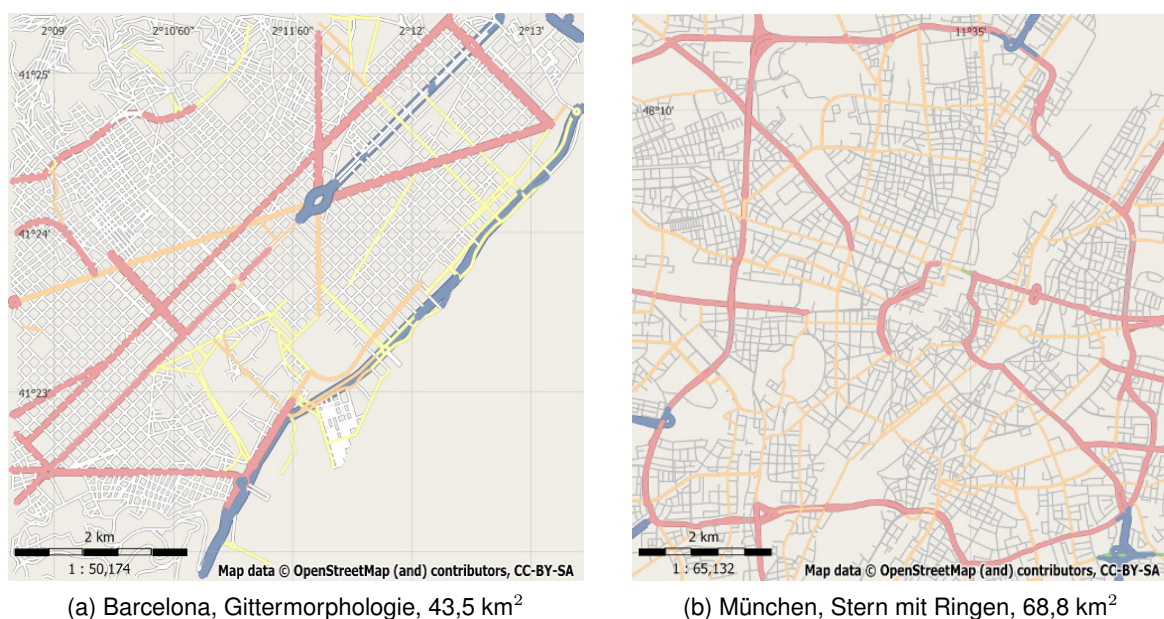 2°09' 2°10'60" 2°11'60" 2°12' 2°13'
41°25'
41°24'
41°23'
2 km
1 : 50,174
Map data © OpenStreetMap (and) contributors, CC-BY-SA
(a) Barcelona, Gittermorphologie, 43,5 km²
11°35'
48°10'
2 km
1 : 65,132
Map data © OpenStreetMap (and) contributors, CC-BY-SA
(b) München, Stern mit Ringen, 68,8 km²